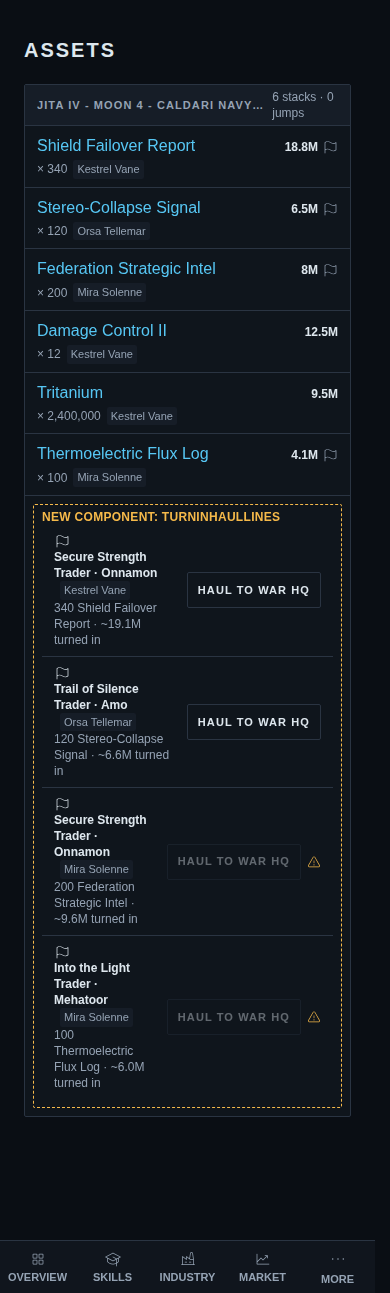 ASSETS
JITA IV - MOON 4 - CALDARI NAVY...
6 stacks · 0
jumps
Shield Failover Report
18.8M
× 340 Kestrel Vane
Stereo-Collapse Signal
6.5M
× 120 Orsa Tellemar
Federation Strategic Intel
8M
× 200 Mira Solenne
Damage Control II
12.5M
× 12 Kestrel Vane
Tritanium
9.5M
× 2,400,000 Kestrel Vane
Thermoelectric Flux Log
4.1M
× 100 Mira Solenne
NEW COMPONENT: TURNINHAULLINES
Secure Strength
Trader · Onnamon
Kestrel Vane
340 Shield Failover
Report · ~19.1M
turned in
HAUL TO WAR HQ
Trail of Silence
Trader · Amo
Orsa Tellemar
120 Stereo-Collapse
Signal · ~6.6M turned
in
HAUL TO WAR HQ
Secure Strength
Trader ·
Onnamon
Mira Solenne
200 Federation
Strategic Intel ·
~9.6M turned in
HAUL TO WAR HQ
Into the Light
Trader ·
Mehatoor
Mira Solenne
100
Thermoelectric
Flux Log · ~6.0M
turned in
HAUL TO WAR HQ
OVERVIEW
SKILLS
INDUSTRY
MARKET
MORE